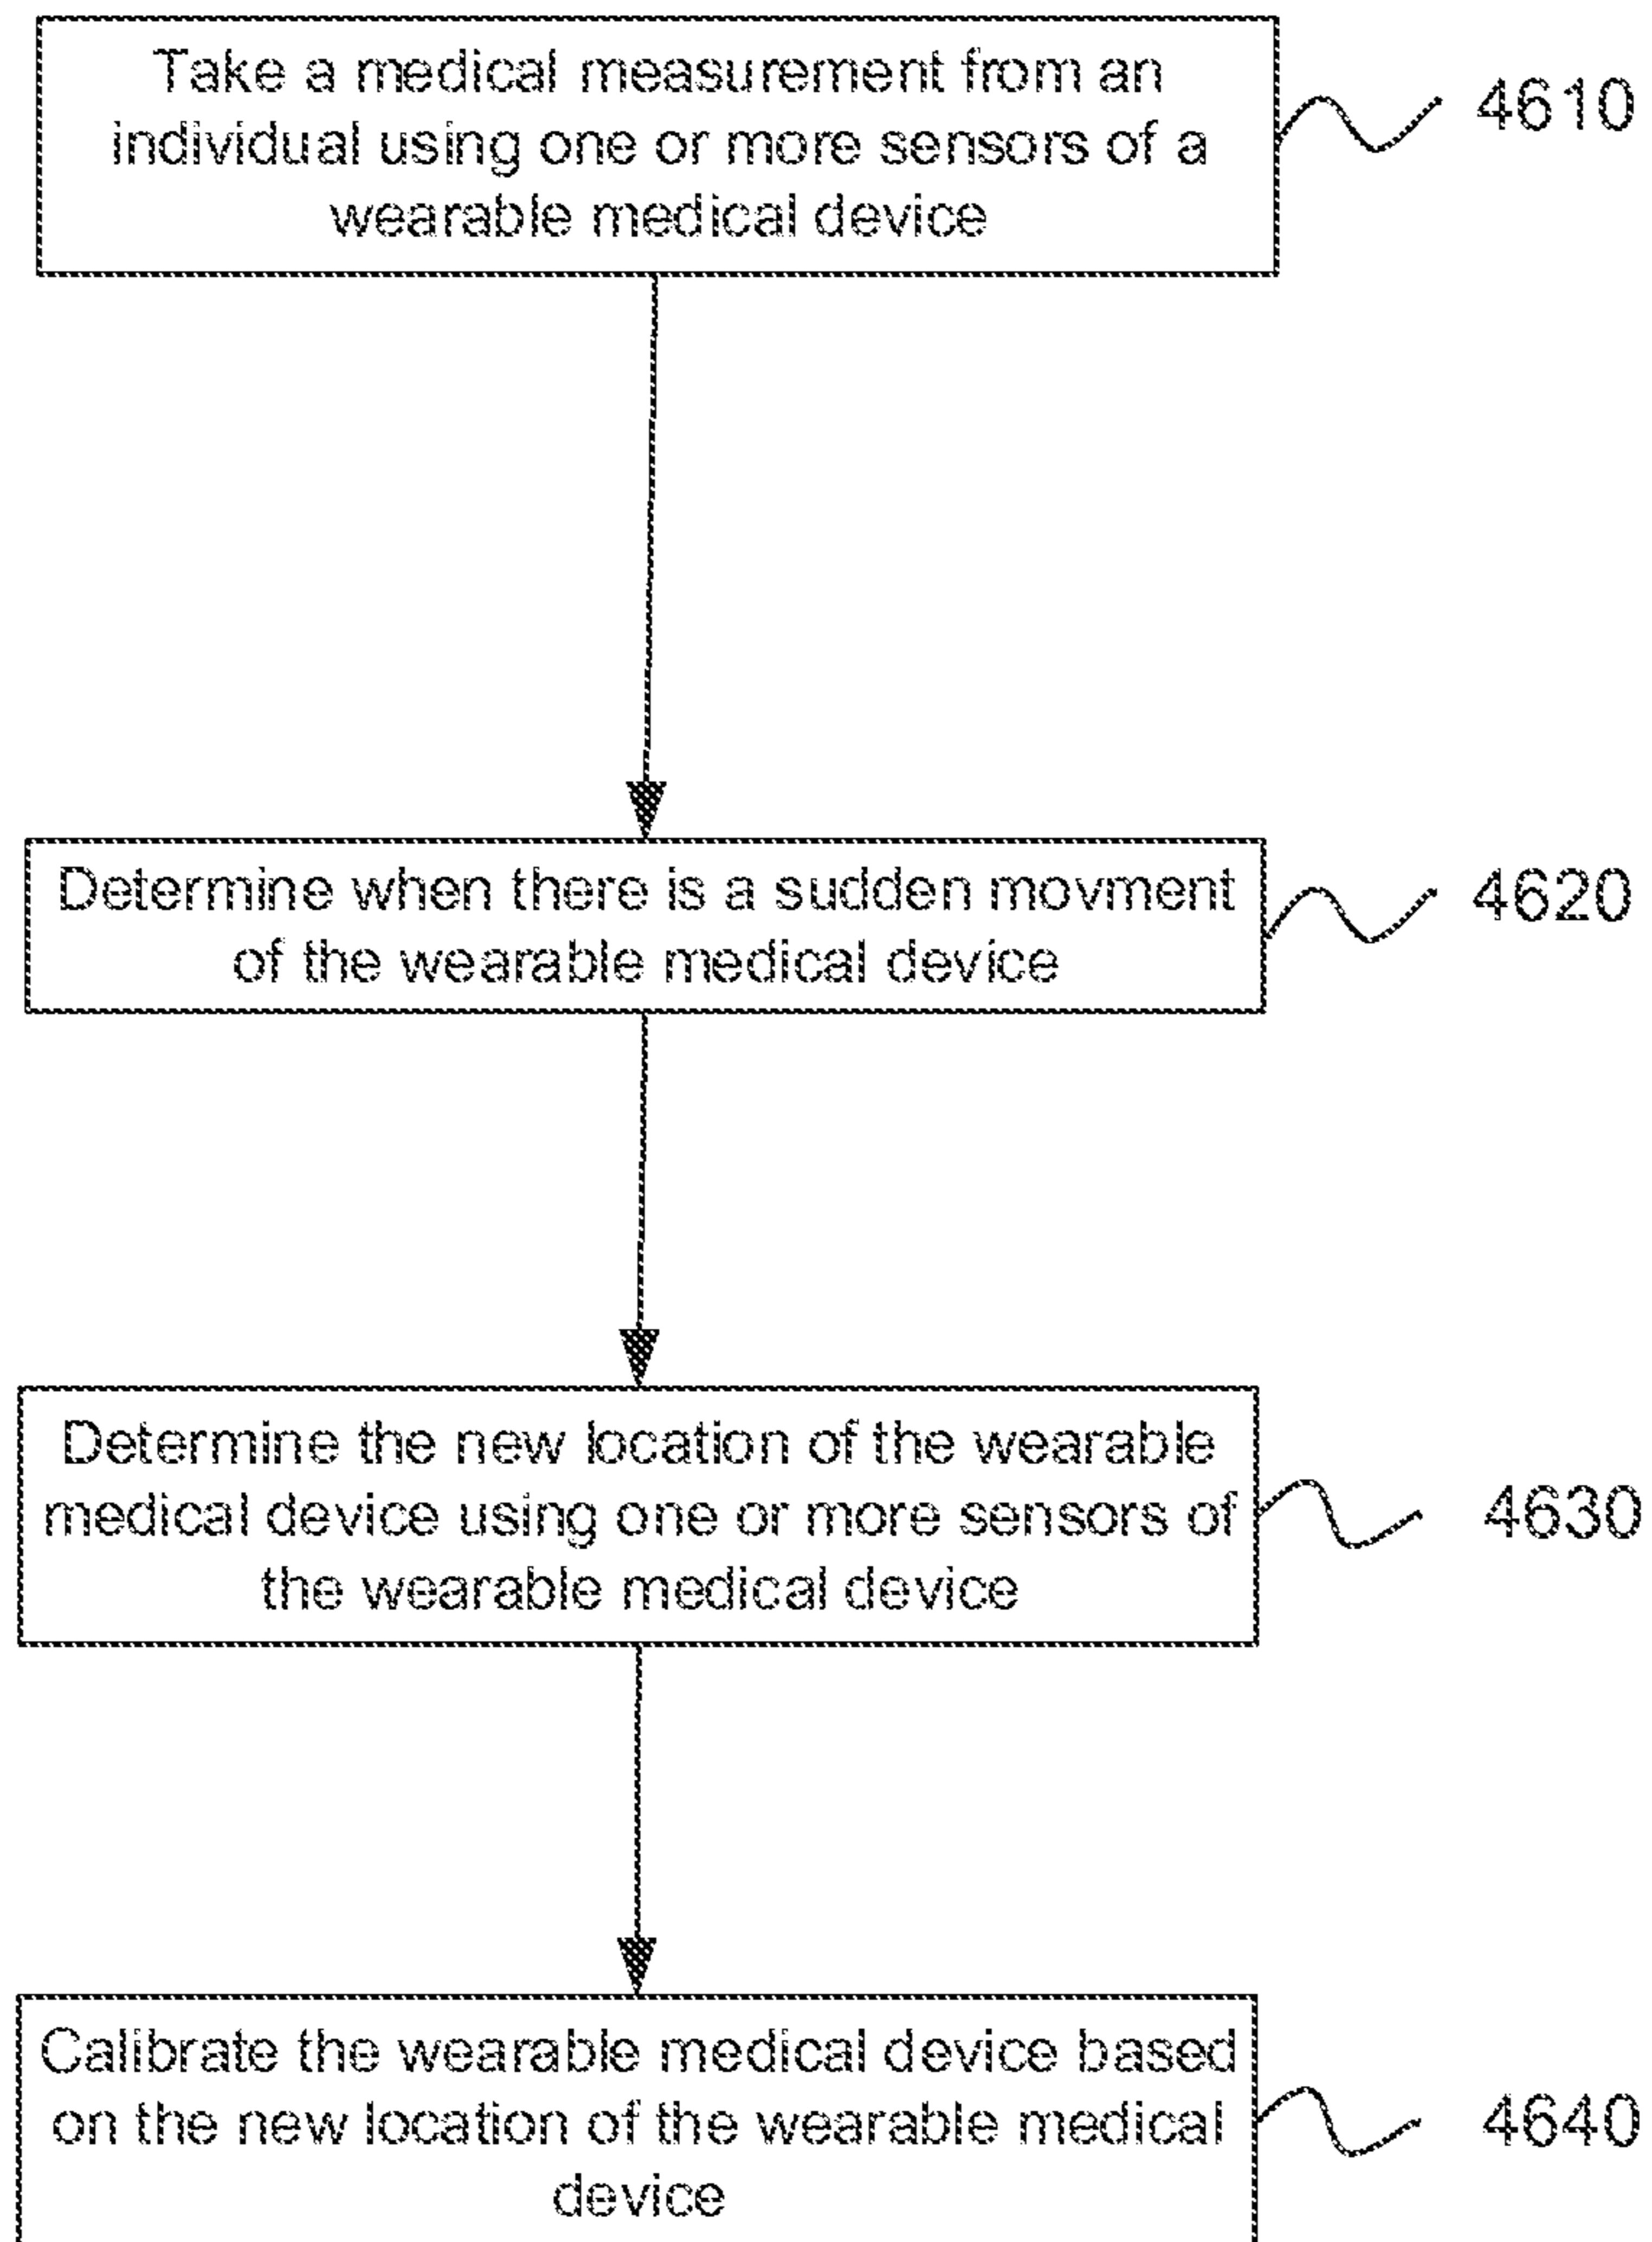 Take a medical measurement from an
individual using one or more sensors of a
wearable medical device
4610
Determine when there is a sudden movment
of the wearable medical device
4620
Determine the new location of the wearable
medical device using one or more sensors of
the wearable medical device
4630
Calibrate the wearable medical device based
on the new location of the wearable medical
device
4640